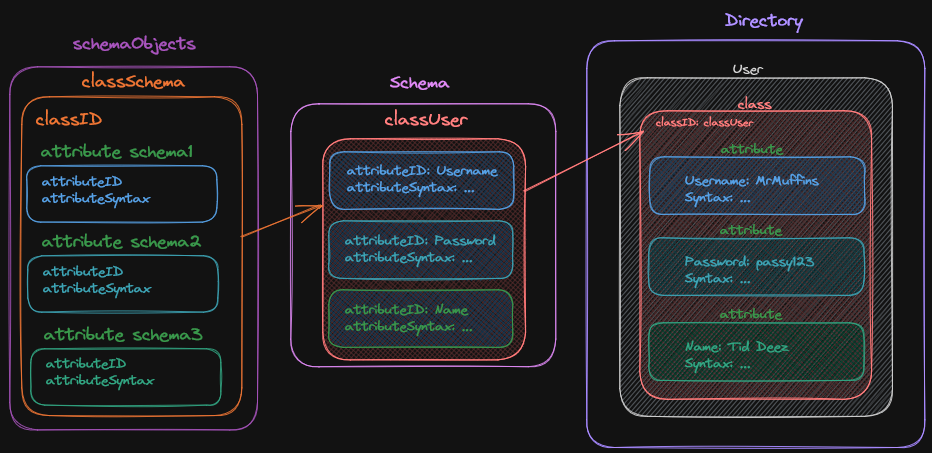 schemaObjects
classSchema
classID
attribute schema1
attributeID
attributeSyntax
attribute schema2
attributeID
attributeSyntax
attribute schema3
attributeID
attributeSyntax
Schema
classUser
attributeID: Username
attributeSyntax: ...
attributeID: Password
attributeSyntax: ...
attributeID: Name
attributeSyntax: ...
Directory
User
class
classID: classUser
attribute
Username: MrMuffins
Syntax: ...
attribute
Password: passy123
Syntax: ...
attribute
Name: Tid Deez
Syntax: ...